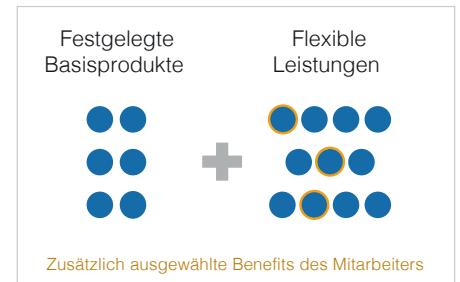 Festgelegte
Basisprodukte
Flexible
Leistungen
Zusätzlich ausgewählte Benefits des Mitarbeiters